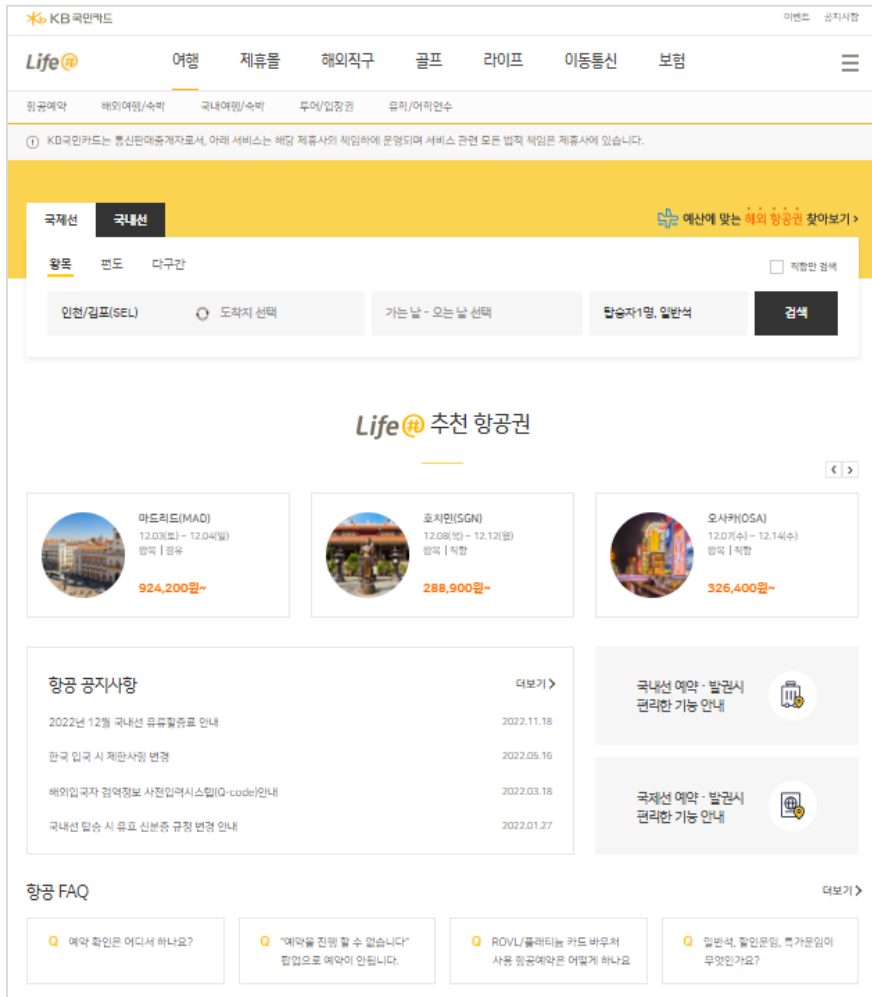 KB 국민카드
이벤트 공지사항
Life@
여행 제휴몰 해외직구 골프 라이프 이동통신 보험
항공예약 해외여행/숙박 국내여행/숙박 투어/입장권 유학/어학연수
KB국민카드는 통신판매중개자로서, 아래 서비스는 해당 제휴사의 책임하에 운영되며 서비스 관련 모든 법적 책임은 제휴사에 있습니다.
국제선 국내선
예산에 맞는 해외 항공권 찾아보기 >
왕복 편도 다구간
직항만 검색
인천/김포(SEL) 도착지 선택 가는 날 - 오는 날 선택 탑승자1명, 일반석 검색
Life@ 추천 항공권
마드리드(MAD)
12.03(토) - 12.04(일)
왕복 | 경유
924,200원~
호치민(SGN)
12.08(목) - 12.12(월)
왕복 | 직항
288,900원~
오사카(OSA)
12.07(수) - 12.14(수)
왕복 | 직항
326,400원~
항공 공지사항
더보기 >
2022년 12월 국내선 유류할증료 안내 2022.11.18
한국 입국 시 제한사항 변경 2022.05.16
해외입국자 검역정보 사전입력시스템(Q-code)안내 2022.03.18
국내선 탑승 시 유효 신분증 규정 변경 안내 2022.01.27
국내선 예약 · 발권시
편리한 기능 안내
국제선 예약 · 발권시
편리한 기능 안내
항공 FAQ
더보기 >
Q 예약 확인은 어디서 하나요?
Q "예약을 진행 할 수 없습니다"
팝업으로 예약이 안됩니다.
Q ROVL/플래티늄 카드 바우처
사용 항공예약은 어떻게 하나요
Q 일반석, 할인운임, 특가운임이
무엇인가요?